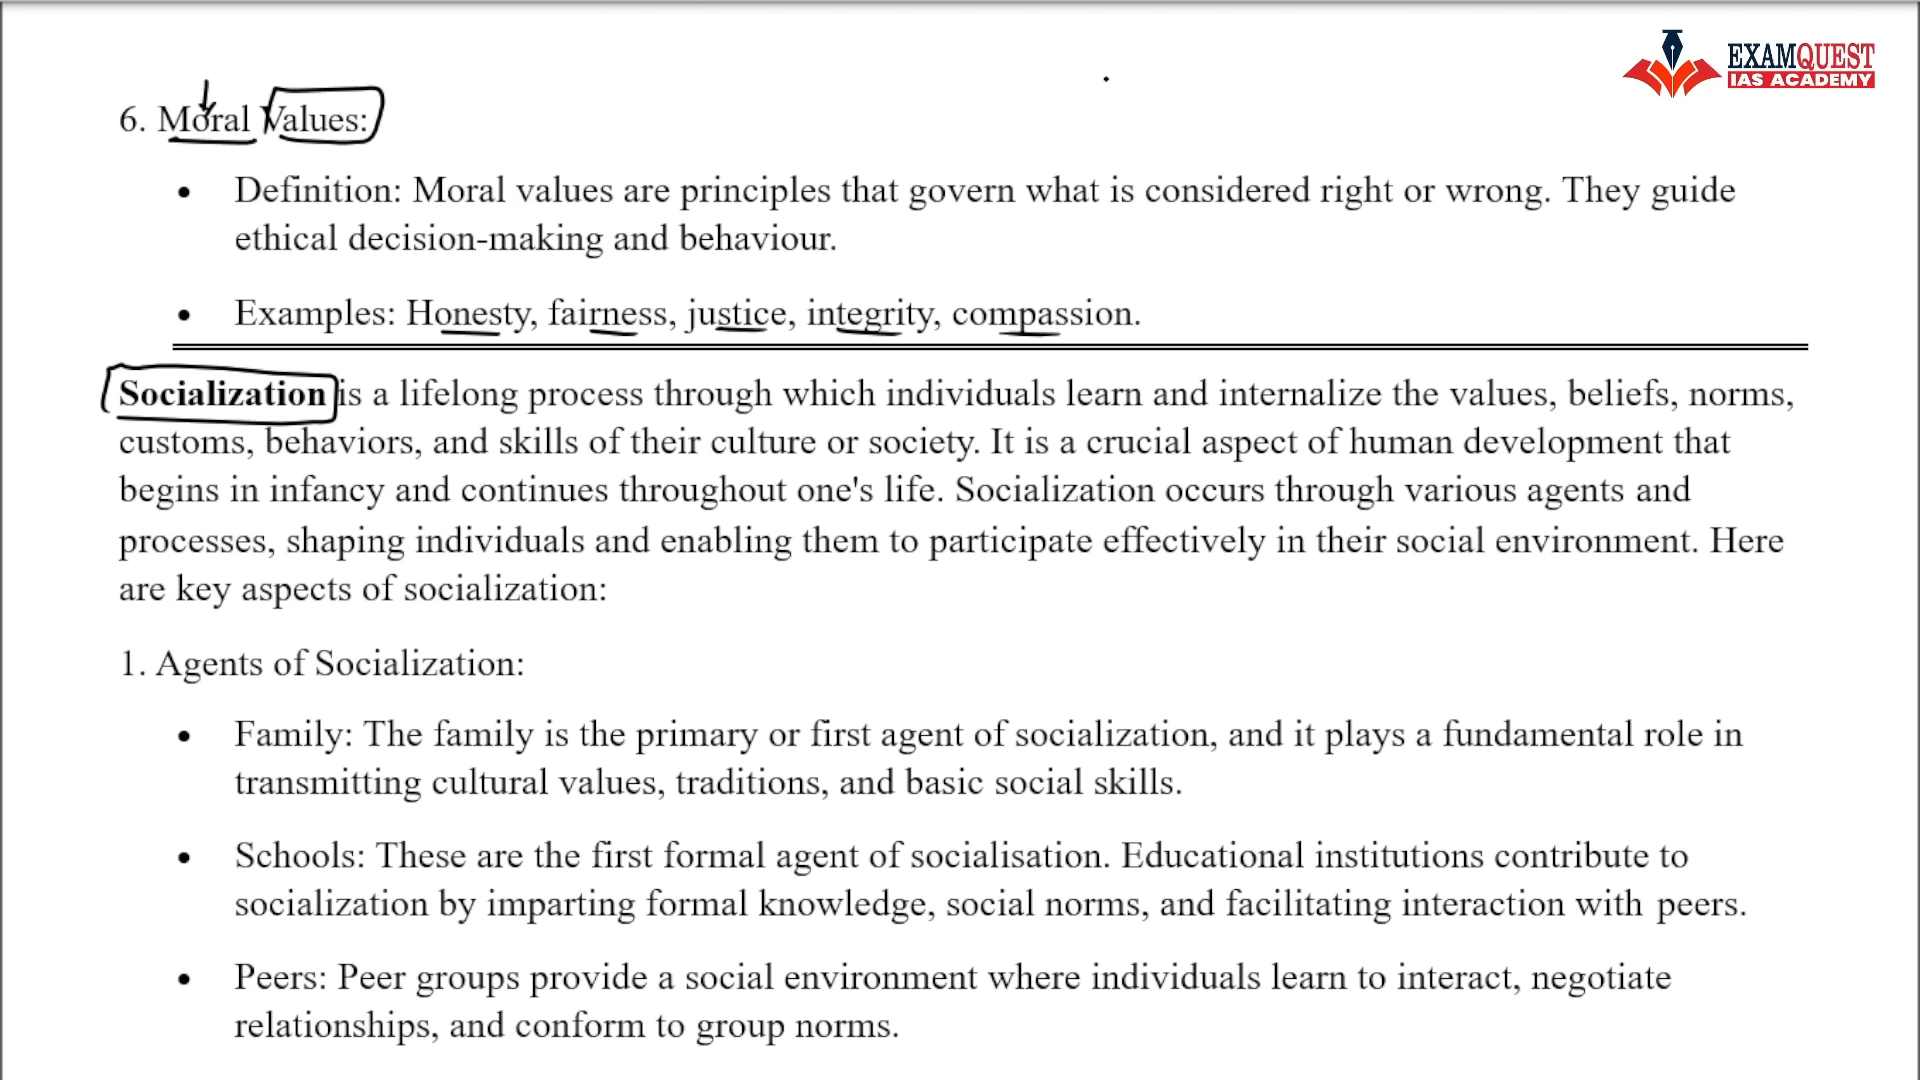 EXAMQUEST
IAS ACADEMY
6. Moral Values:
• Definition: Moral values are principles that govern what is considered right or wrong. They guide
ethical decision-making and behaviour.
• Examples: Honesty, fairness, justice, integrity, compassion.
Socialization is a lifelong process through which individuals learn and internalize the values, beliefs, norms,
customs, behaviors, and skills of their culture or society. It is a crucial aspect of human development that
begins in infancy and continues throughout one's life. Socialization occurs through various agents and
processes, shaping individuals and enabling them to participate effectively in their social environment. Here
are key aspects of socialization:
1. Agents of Socialization:
• Family: The family is the primary or first agent of socialization, and it plays a fundamental role in
transmitting cultural values, traditions, and basic social skills.
• Schools: These are the first formal agent of socialisation. Educational institutions contribute to
socialization by imparting formal knowledge, social norms, and facilitating interaction with peers.
• Peers: Peer groups provide a social environment where individuals learn to interact, negotiate
relationships, and conform to group norms.